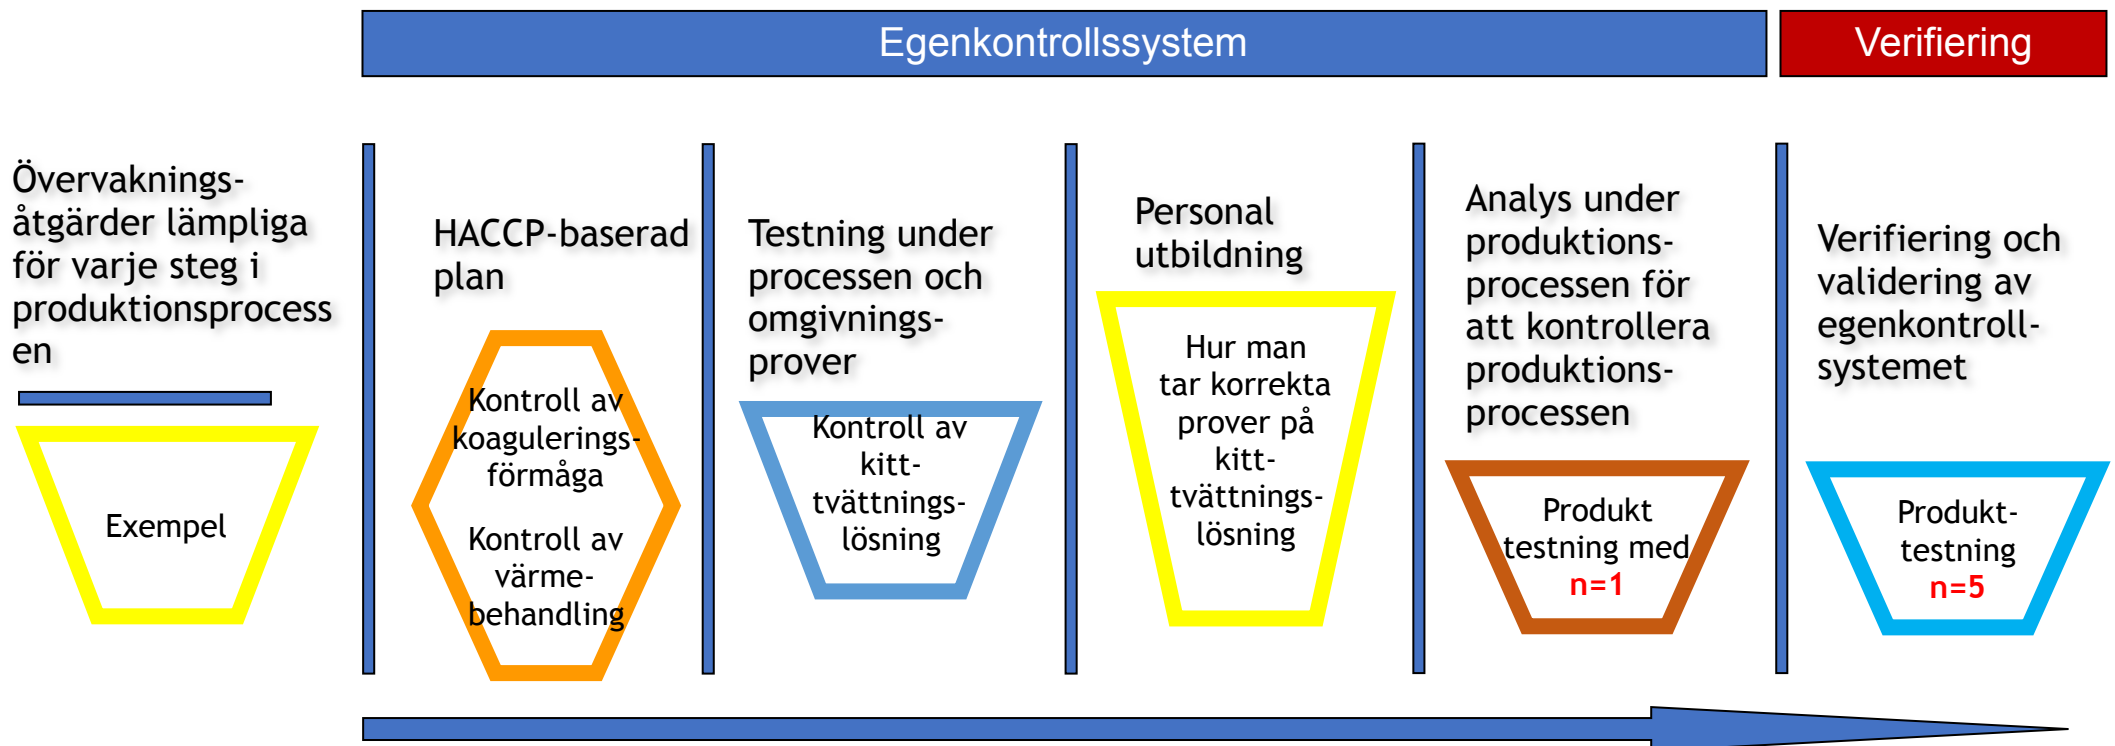 Egenkontrollssystem
Verifiering
Övervaknings-
åtgärder lämpliga
för varje steg i
produktionsprocess
en
Exempel
HACCP-baserad
plan
Kontroll av
koagulerings-
förmåga
Kontroll av
värme-
behandling
Testning under
processen och
omgivnings-
prover
Kontroll av
kitt-
tvättnings-
lösning
Personal
utbildning
Hur man
tar korrekta
prover på
kitt-
tvättnings-
lösning
Analys under
produktions-
processen för
att kontrollera
produktions-
processen
Produkt
testning med
n=1
Verifiering och
validering av
egenkontroll-
systemet
Produkt-
testning
n=5